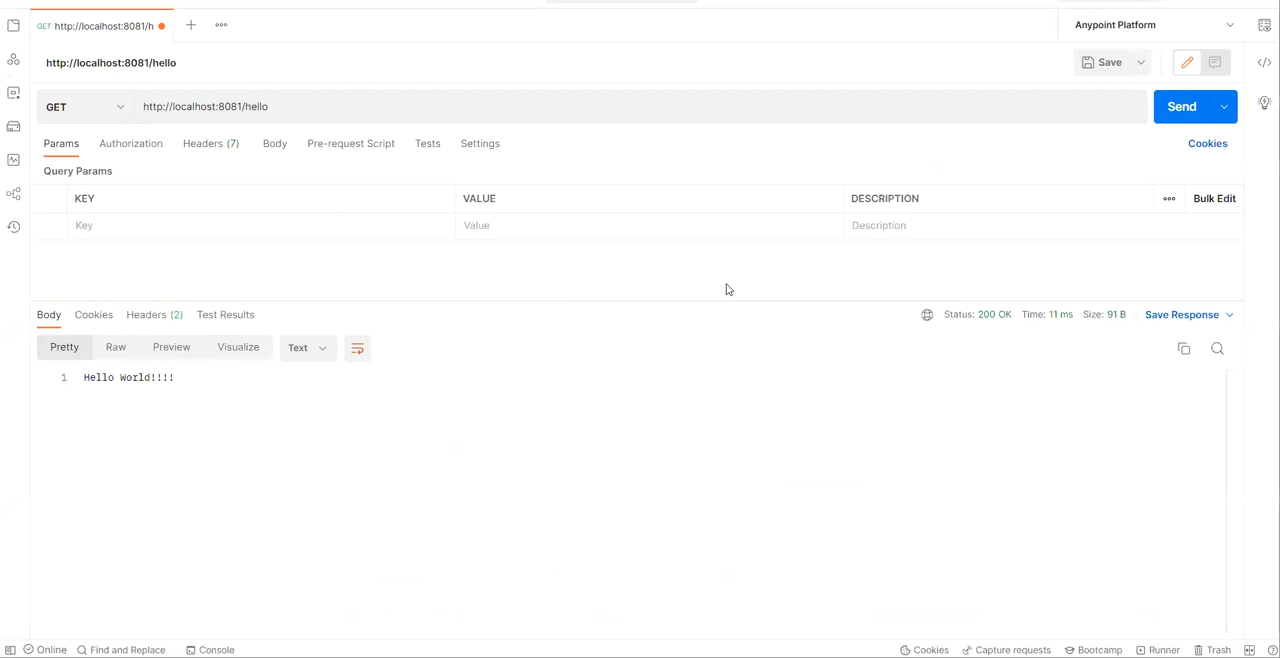 GET http://localhost:8081/h
Anypoint Platform
http://localhost:8081/hello
Save
GET http://localhost:8081/hello Send
Params Authorization Headers (7) Body Pre-request Script Tests Settings Cookies
Query Params
KEY VALUE DESCRIPTION Bulk Edit
Key Value Description
Body Cookies Headers (2) Test Results Status: 200 OK Time: 11 ms Size: 91 B Save Response
Pretty Raw Preview Visualize Text
1 Hello World!!!!
Online Find and Replace Console Cookies Capture requests Bootcamp Runner Trash